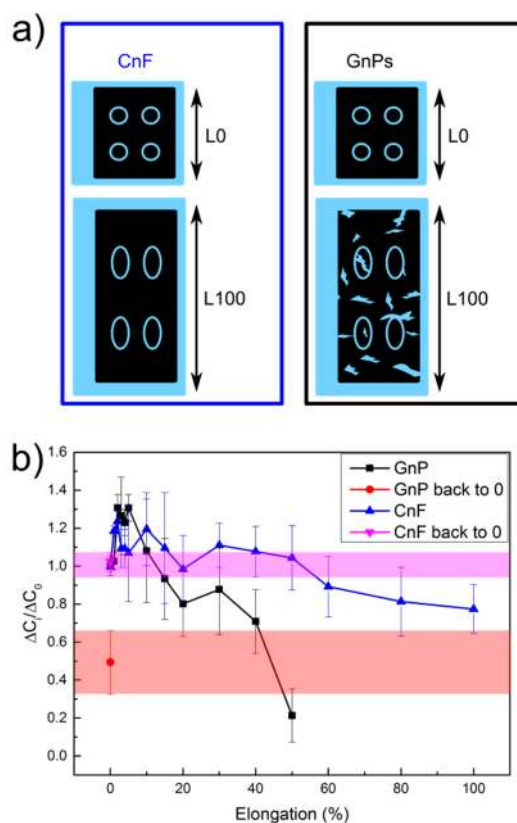 a)
CnF
GnPs
L0
L0
L100
L100
b)
1.6
1.4
1.2
1.0
0.8
0.6
0.4
0.2
0.0
ΔCᵢ/ΔC₀
GnP
GnP back to 0
CnF
CnF back to 0
0 20 40 60 80 100
Elongation (%)